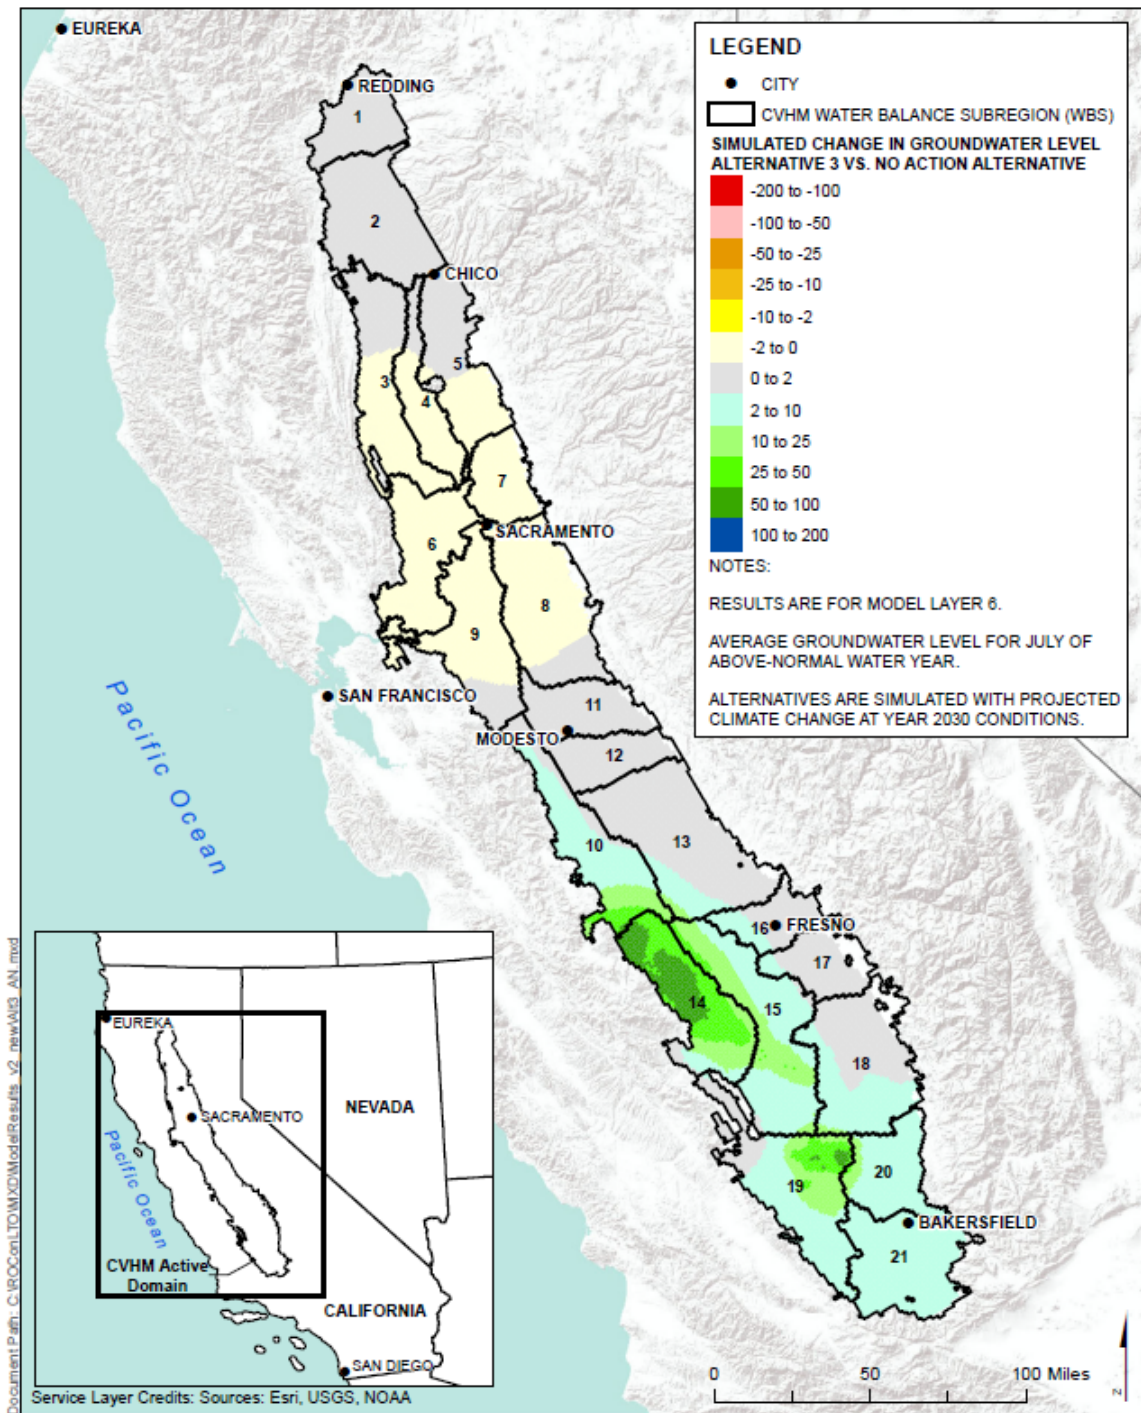 EUREKA
REDDING
1
2
CHICO
5
3
4
7
SACRAMENTO
6
8
9
SAN FRANCISCO
11
MODESTO
12
13
10
16
FRESNO
17
14
15
18
20
19
BAKERSFIELD
21
Pacific Ocean
LEGEND
CITY
CVHM WATER BALANCE SUBREGION (WBS)
SIMULATED CHANGE IN GROUNDWATER LEVEL
ALTERNATIVE 3 VS. NO ACTION ALTERNATIVE
-200 to -100
-100 to -50
-50 to -25
-25 to -10
-10 to -2
-2 to 0
0 to 2
2 to 10
10 to 25
25 to 50
50 to 100
100 to 200
NOTES:
RESULTS ARE FOR MODEL LAYER 6.
AVERAGE GROUNDWATER LEVEL FOR JULY OF
ABOVE-NORMAL WATER YEAR.
ALTERNATIVES ARE SIMULATED WITH PROJECTED
CLIMATE CHANGE AT YEAR 2030 CONDITIONS.
EUREKA
SACRAMENTO
NEVADA
Pacific Ocean
CVHM Active
Domain
CALIFORNIA
SAN DIEGO
Service Layer Credits: Sources: Esri, USGS, NOAA
0 50 100 Miles
Z
Document Path: C:\ROConLTO\MXD\ModelResults_v2_new\Alt3_AN.mxd